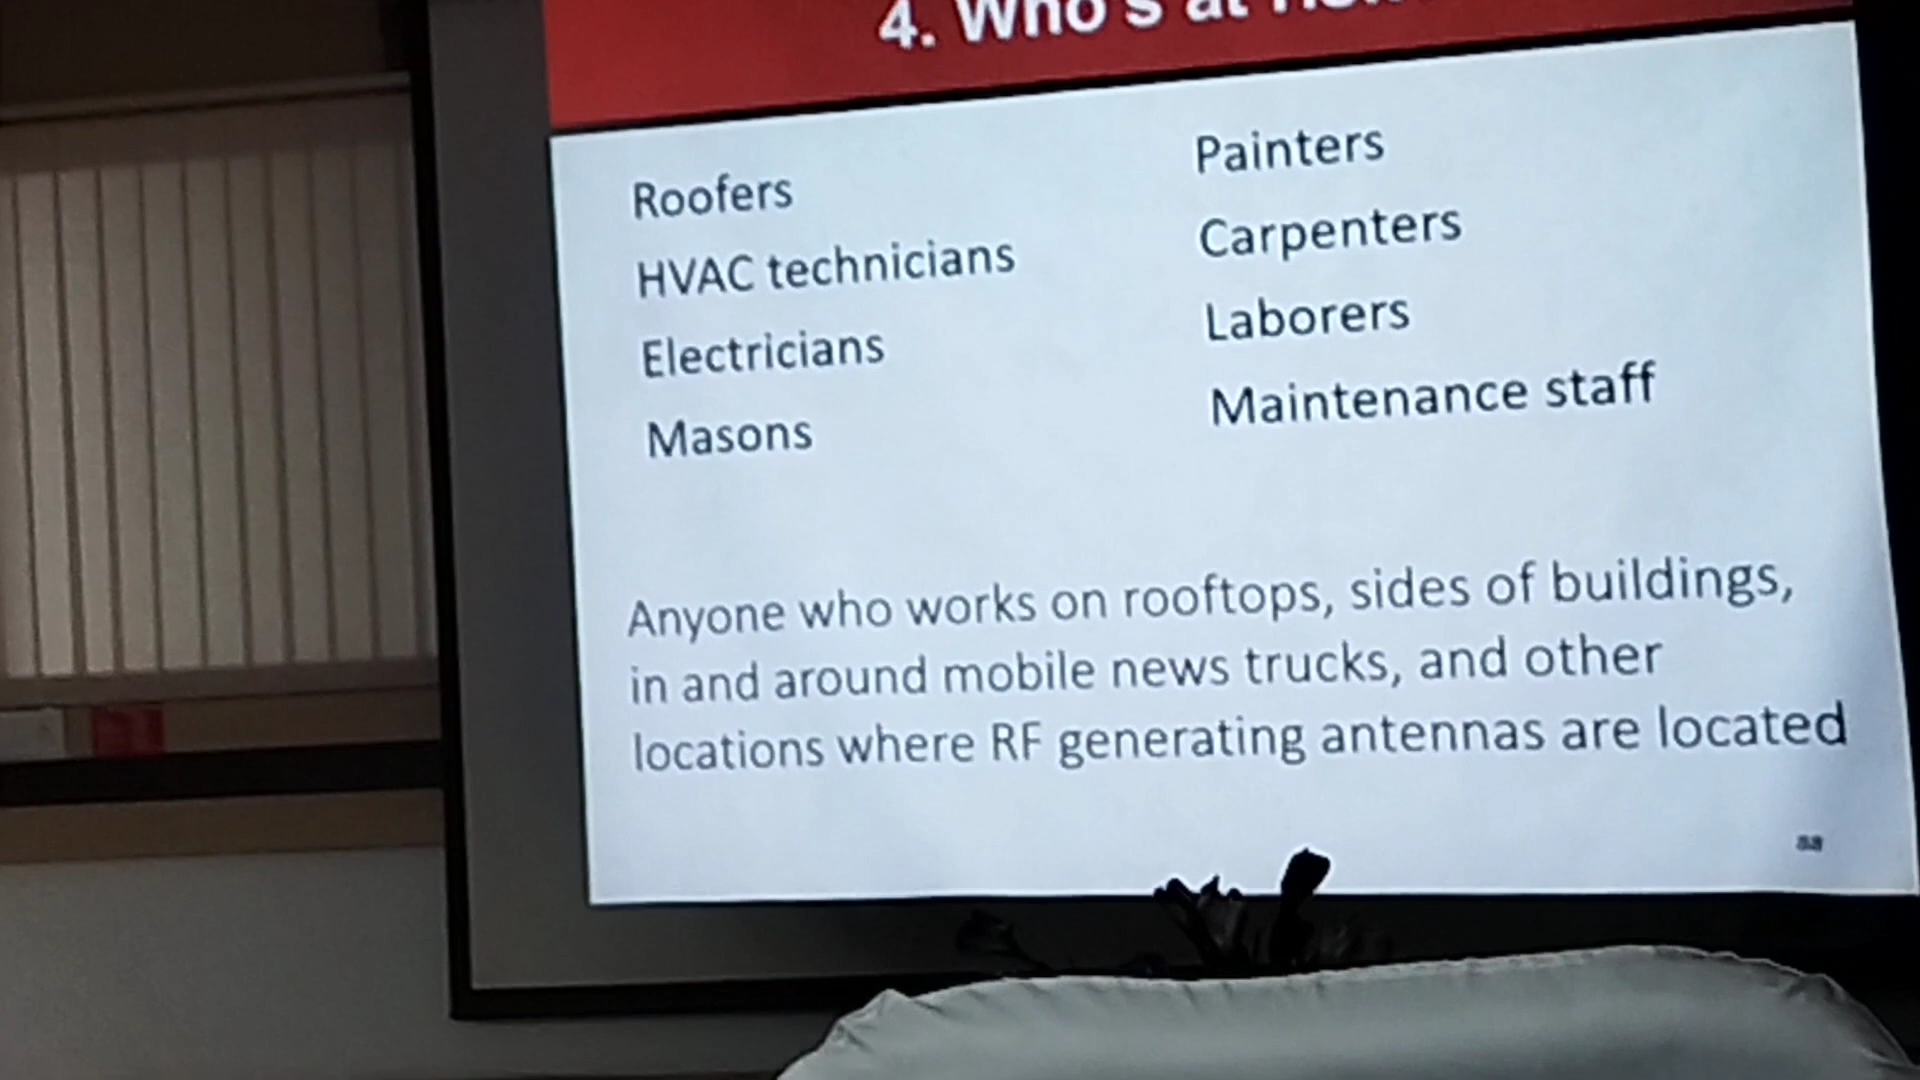 4. Who's at
Roofers
HVAC technicians
Electricians
Masons
Painters
Carpenters
Laborers
Maintenance staff
Anyone who works on rooftops, sides of buildings,
in and around mobile news trucks, and other
locations where RF generating antennas are located